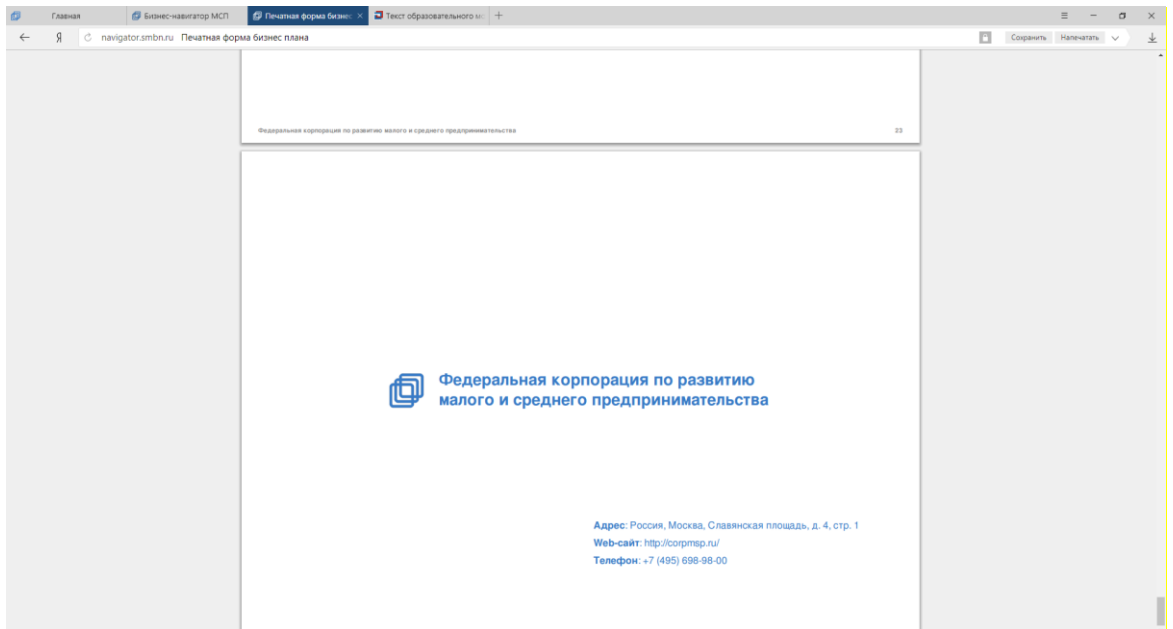 Главная
Бизнес-навигатор МСП
Печатная форма бизнес
Текст образовательного мо
Я
navigator.smbn.ru Печатная форма бизнес плана
Сохранить
Напечатать
Федеральная корпорация по развитию малого и среднего предпринимательства
23
Федеральная корпорация по развитию
малого и среднего предпринимательства
Адрес: Россия, Москва, Славянская площадь, д. 4, стр. 1
Web-сайт: http://corpmsp.ru/
Телефон: +7 (495) 698-98-00